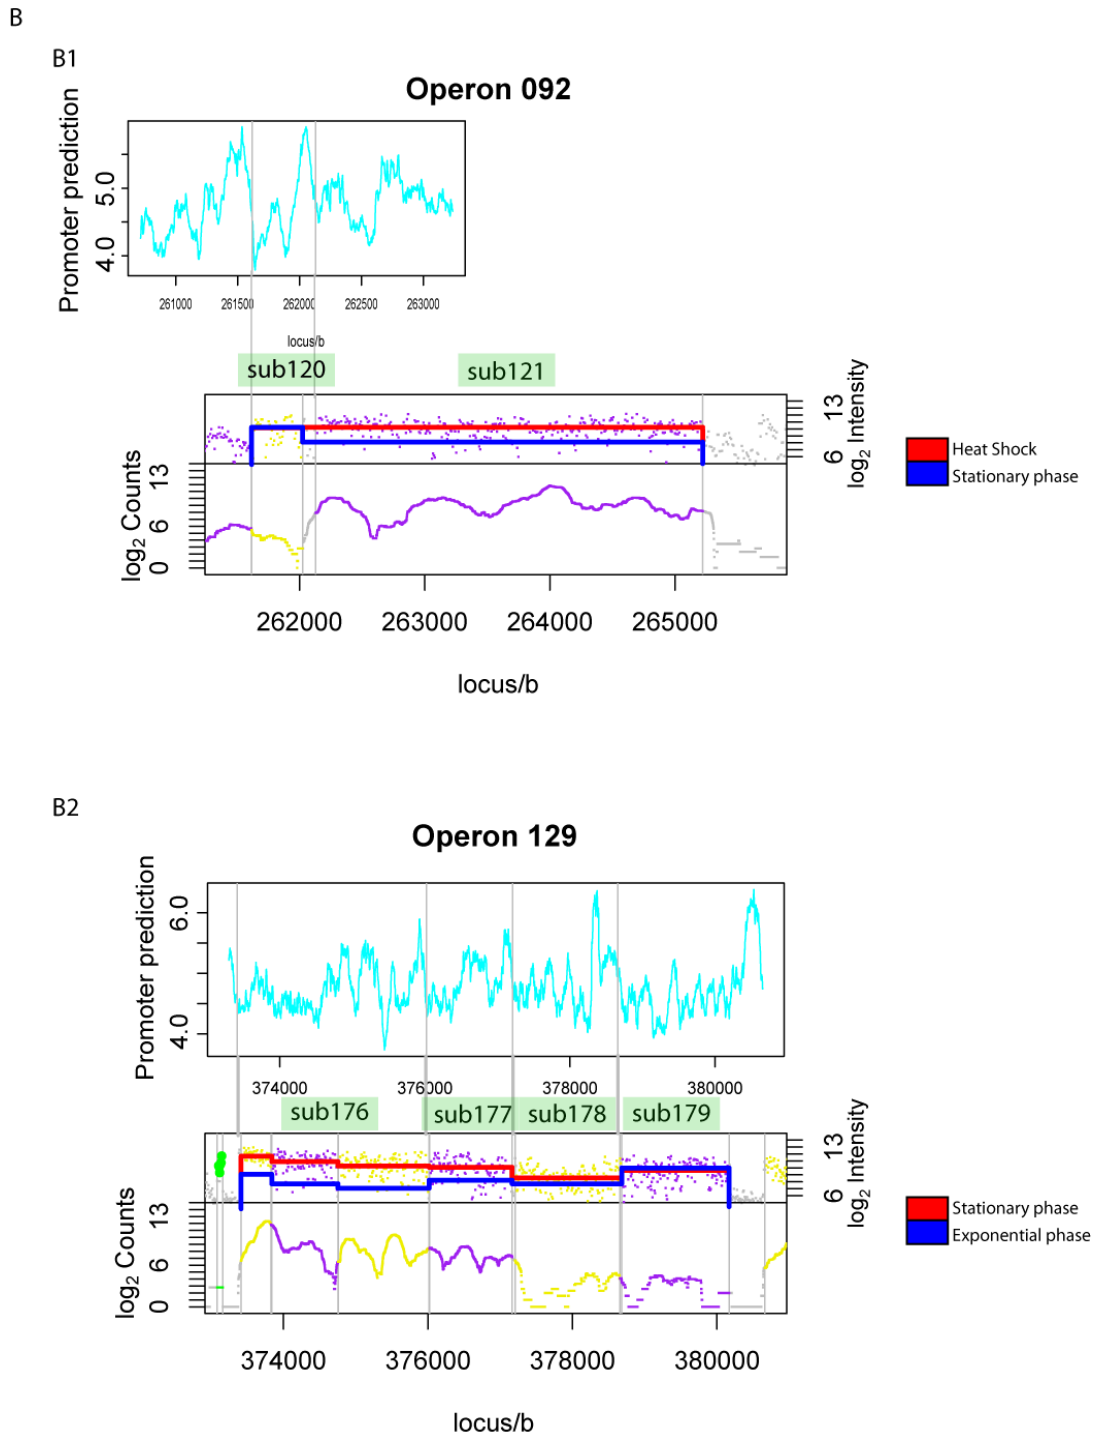 B
B1
Operon 092
Promoter prediction
5.0
4.0
261000 261500 262000 262500 263000
locus/b
sub120 sub121
log2 Intensity
13
6
Heat Shock
Stationary phase
log2 Counts
13
6
0
262000 263000 264000 265000
locus/b
B2
Operon 129
Promoter prediction
6.0
4.0
374000 376000 378000 380000
sub176 sub177 sub178 sub179
log2 Intensity
13
6
Stationary phase
Exponential phase
log2 Counts
13
6
0
374000 376000 378000 380000
locus/b